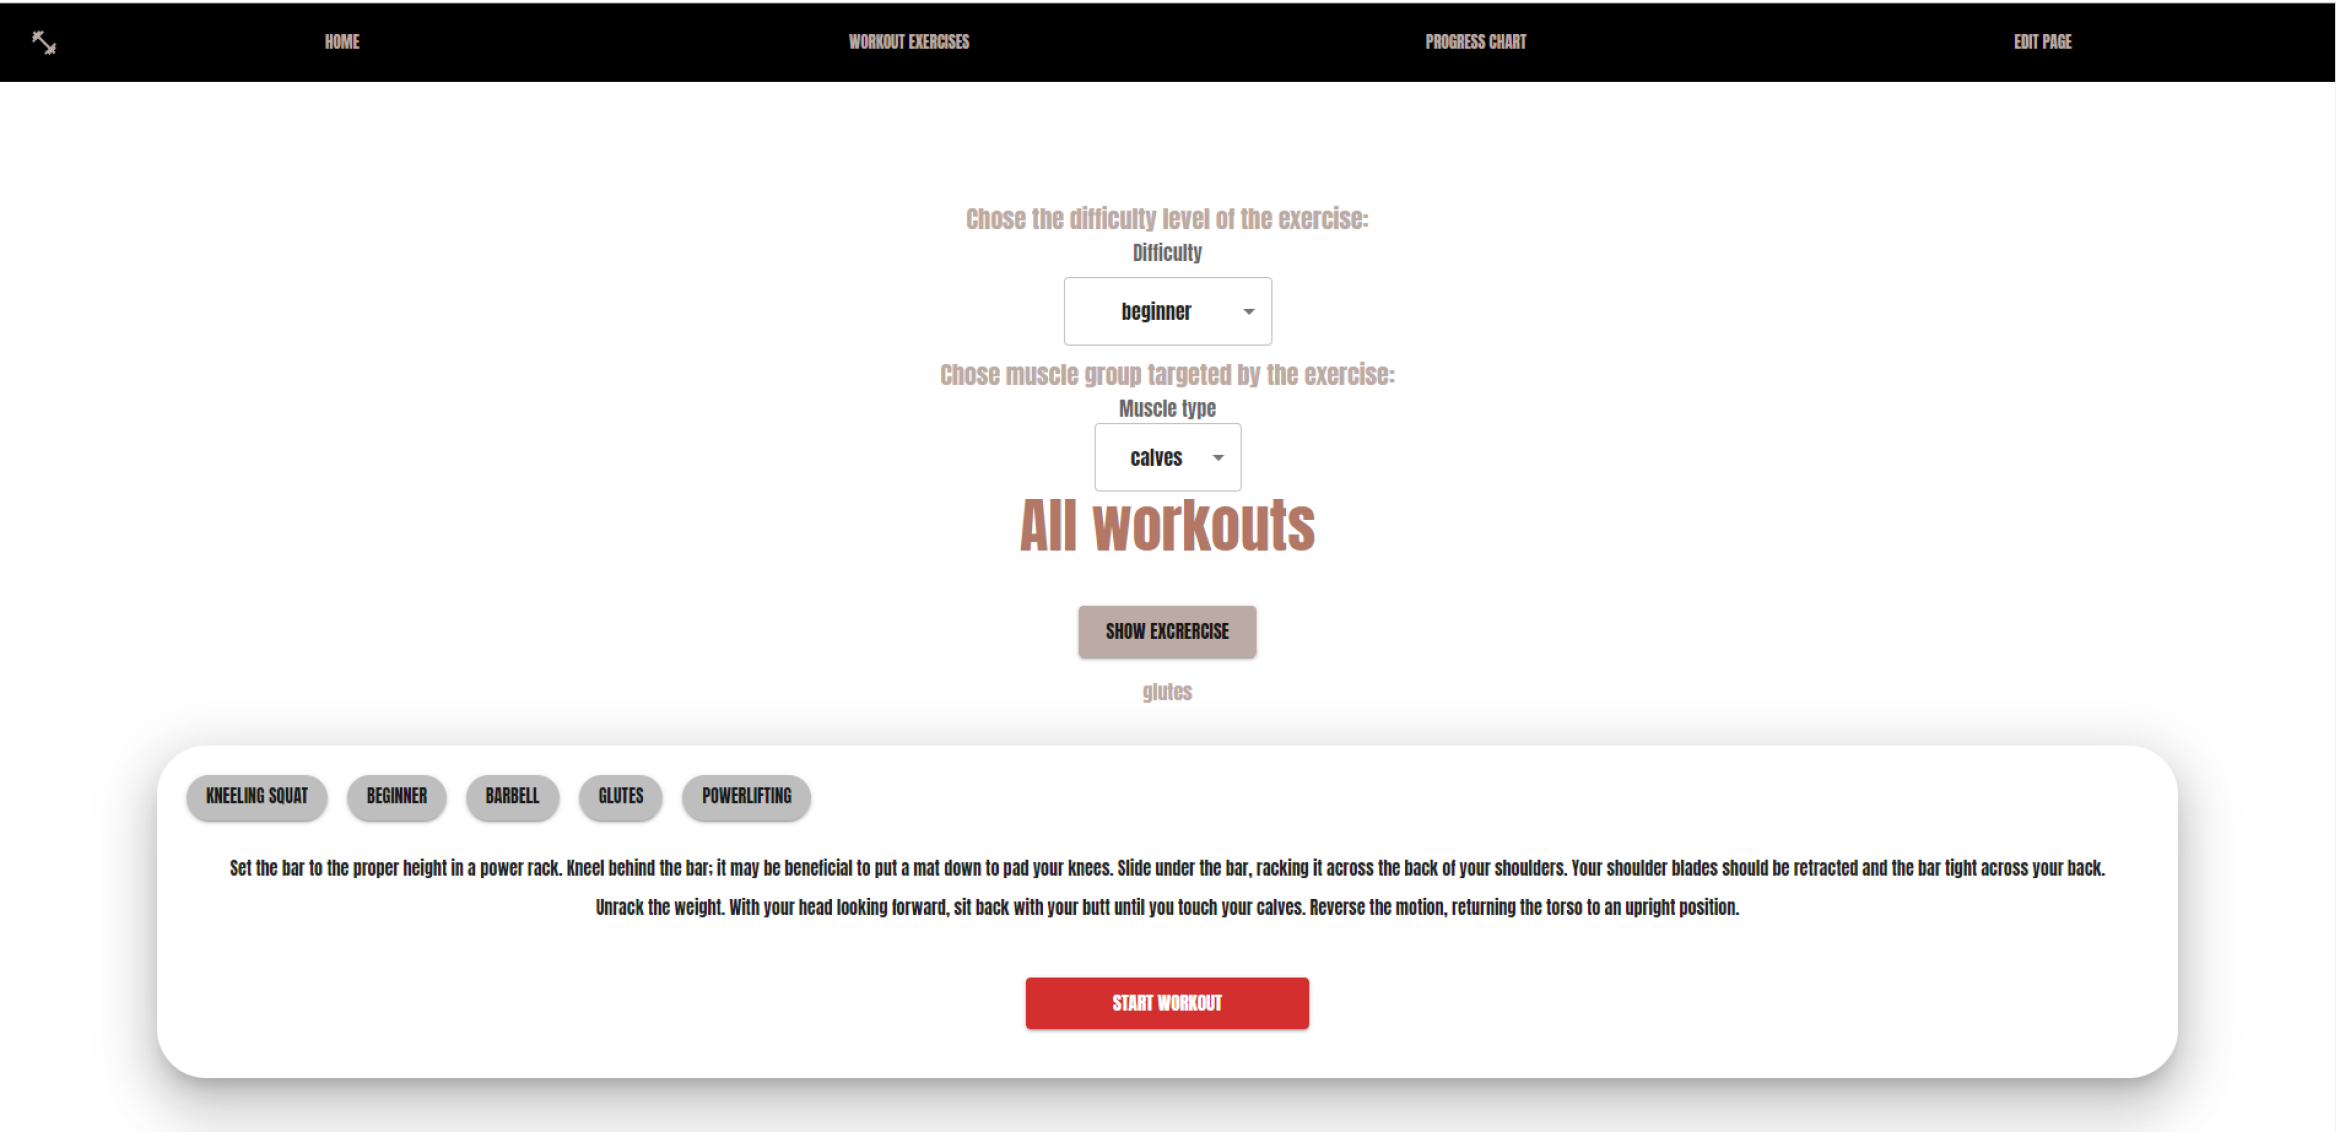 HOME
WORKOUT EXERCISES
PROGRESS CHART
EDIT PAGE
Chose the difficulty level of the exercise:
Difficulty
beginner
Chose muscle group targeted by the exercise:
Muscle type
calves
All workouts
SHOW EXCRERCISE
glutes
KNEELING SQUAT
BEGINNER
BARBELL
GLUTES
POWERLIFTING
Set the bar to the proper height in a power rack. Kneel behind the bar; it may be beneficial to put a mat down to pad your knees. Slide under the bar, racking it across the back of your shoulders. Your shoulder blades should be retracted and the bar tight across your back.
Unrack the weight. With your head looking forward, sit back with your butt until you touch your calves. Reverse the motion, returning the torso to an upright position.
START WORKOUT